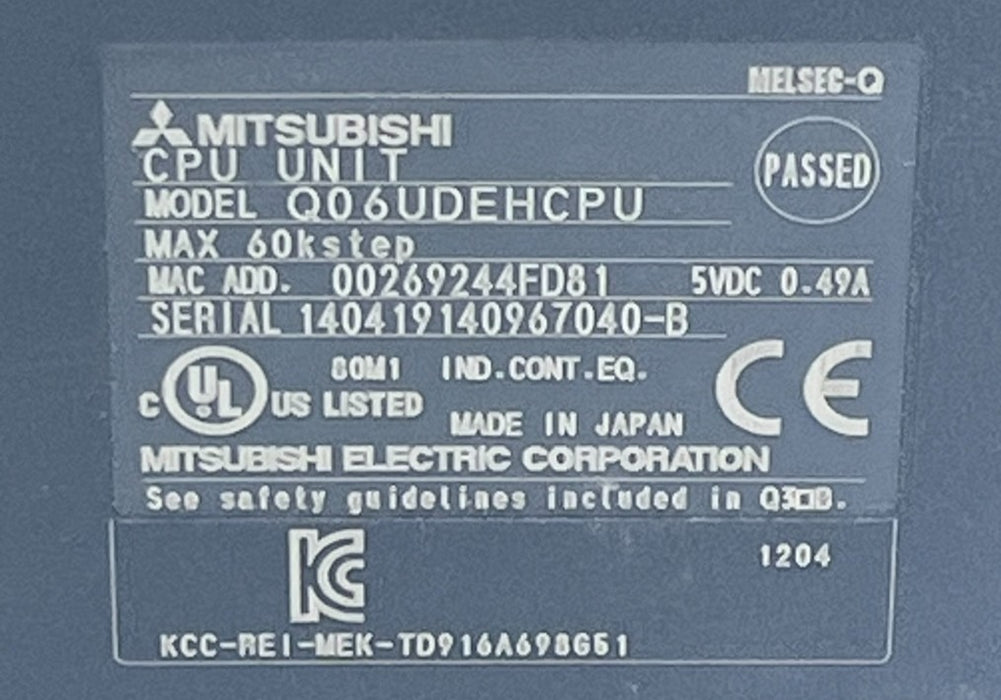 MELSEC-Q
MITSUBISHI
CPU UNIT
PASSED
MODEL Q06UDEHCPU
MAX 60kstep
MAC ADD. 00269244FD81 5VDC 0.49A
SERIAL 140419140967040-B
80M1 IND.CONT.EQ.
C UL US LISTED
CE
MADE IN JAPAN
MITSUBISHI ELECTRIC CORPORATION
See safety guidelines included in Q3□B.
KC
1204
KCC-REI-MEK-TD916A698G51